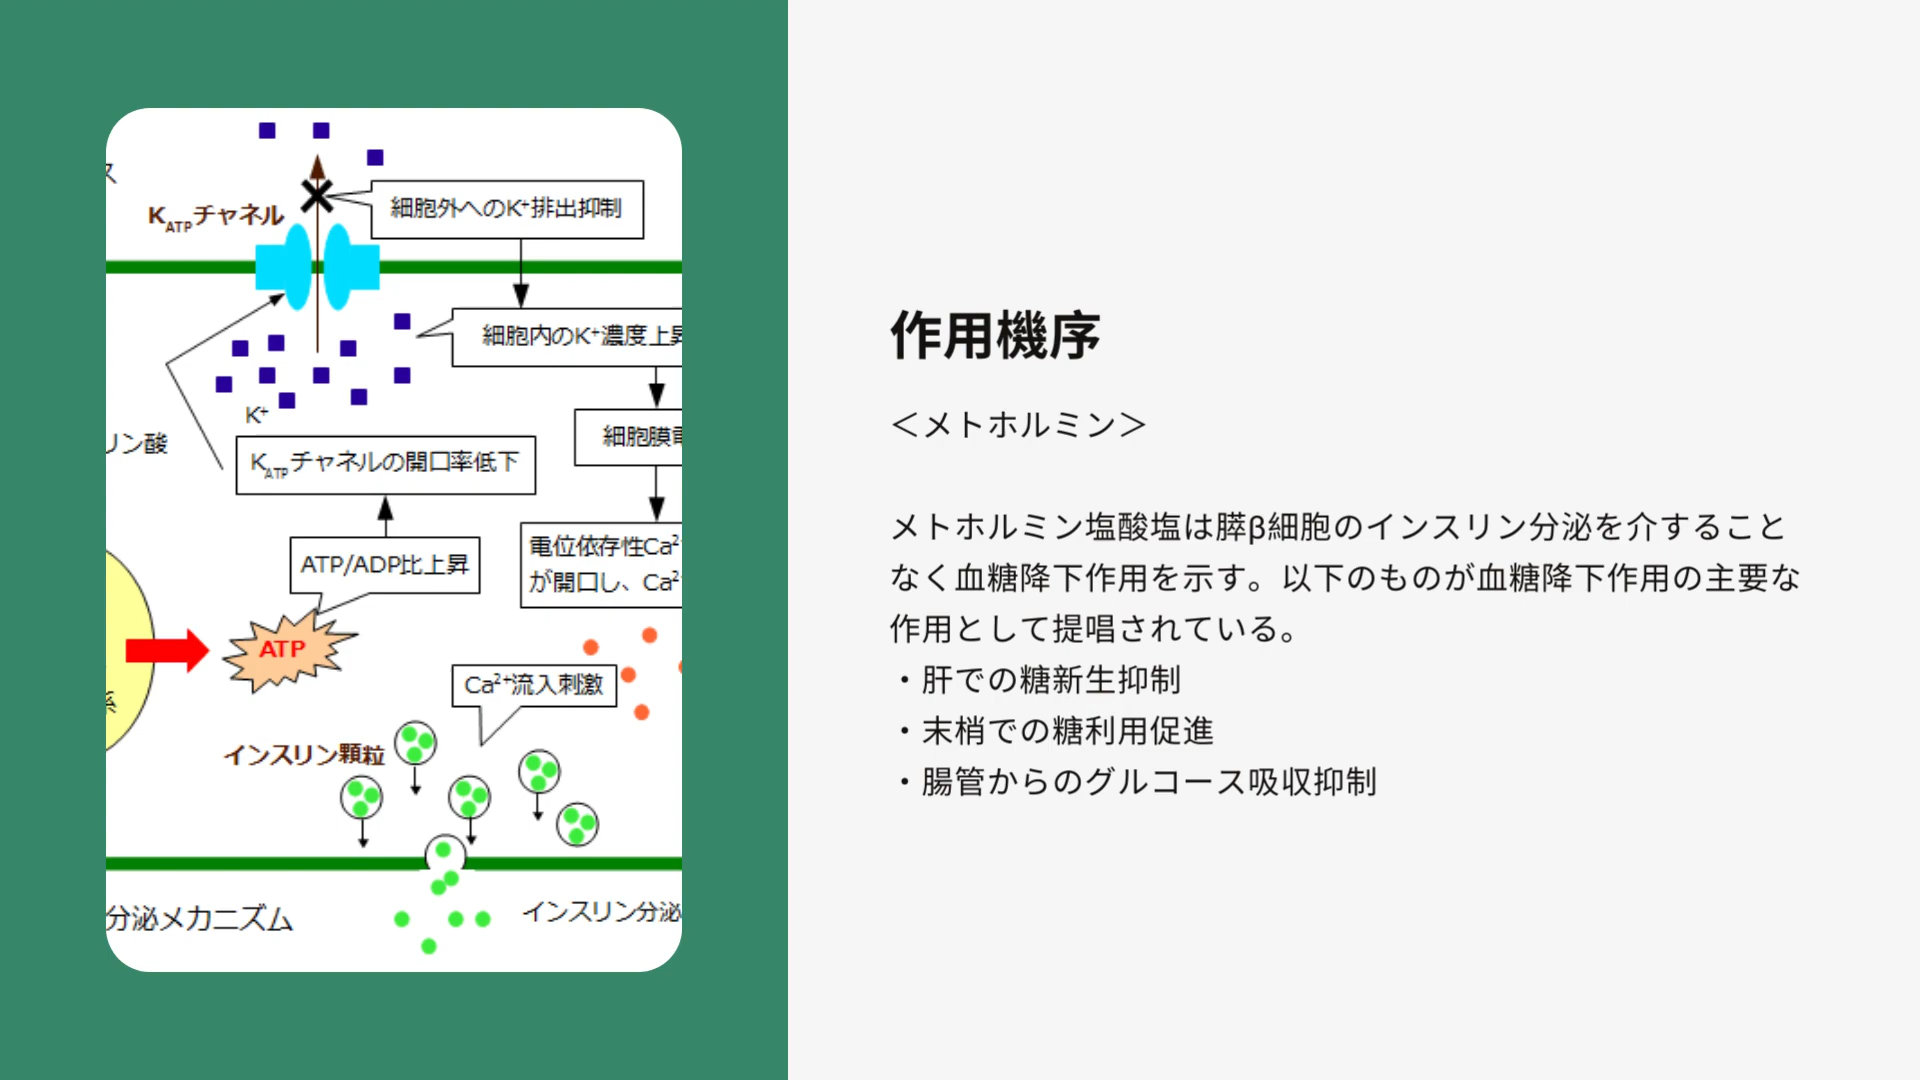 KATPチャネル
細胞外へのK⁺排出抑制
細胞内のK⁺濃度上昇
K⁺
リン酸
細胞膜電
KATPチャネルの開口率低下
電位依存性Ca²⁺
が開口し、Ca²⁺
ATP/ADP比上昇
ATP
Ca²⁺流入刺激
インスリン顆粒
分泌メカニズム
インスリン分泌
作用機序
＜メトホルミン＞
メトホルミン塩酸塩は膵β細胞のインスリン分泌を介すること
なく血糖降下作用を示す。以下のものが血糖降下作用の主要な
作用として提唱されている。
・肝での糖新生抑制
・末梢での糖利用促進
・腸管からのグルコース吸収抑制